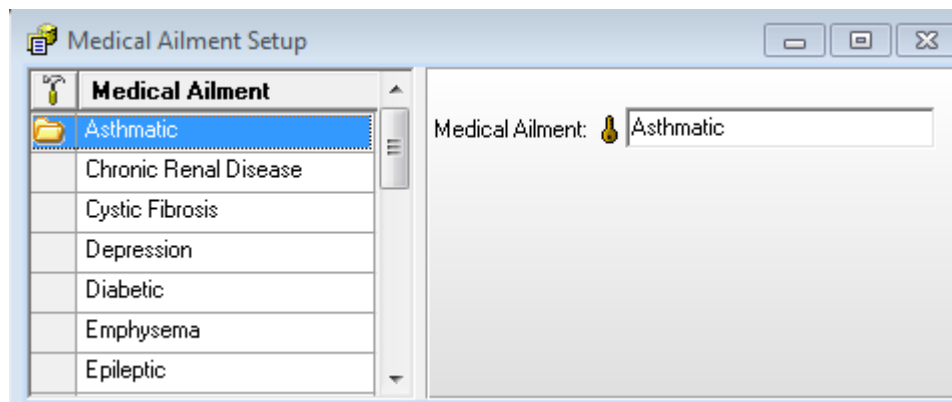 Medical Ailment Setup
Medical Ailment
Asthmatic
Chronic Renal Disease
Cystic Fibrosis
Depression
Diabetic
Emphysema
Epileptic
Medical Ailment: Asthmatic